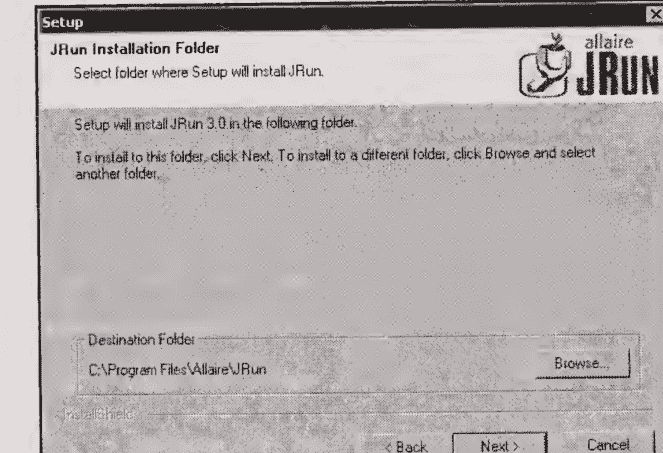 Setup
JRun Installation Folder
Select folder where Setup will install JRun.
allaire
JRUN
Setup will install JRun 3.0 in the following folder.
To install to this folder, click Next. To install to a different folder, click Browse and select
another folder.
Destination Folder
C:\Program Files\Allaire\JRun
Browse...
InstallShield
< Back
Next >
Cancel